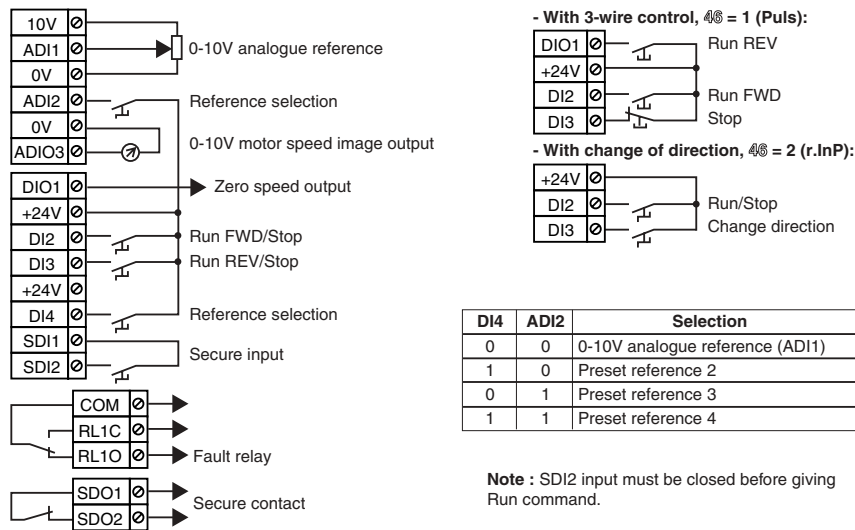 10V
ADI1
0-10V analogue reference
0V
ADI2
Reference selection
0V
0-10V motor speed image output
ADIO3
DIO1
Zero speed output
+24V
DI2
Run FWD/Stop
DI3
Run REV/Stop
+24V
DI4
Reference selection
SDI1
Secure input
SDI2
COM
RL1C
RL1O
Fault relay
SDO1
Secure contact
SDO2
- With 3-wire control, 46 = 1 (Puls):
DIO1
Run REV
+24V
DI2
Run FWD
DI3
Stop
- With change of direction, 46 = 2 (r.InP):
+24V
DI2
Run/Stop
DI3
Change direction
DI4 ADI2 Selection
0 0 0-10V analogue reference (ADI1)
1 0 Preset reference 2
0 1 Preset reference 3
1 1 Preset reference 4
Note : SDI2 input must be closed before giving
Run command.